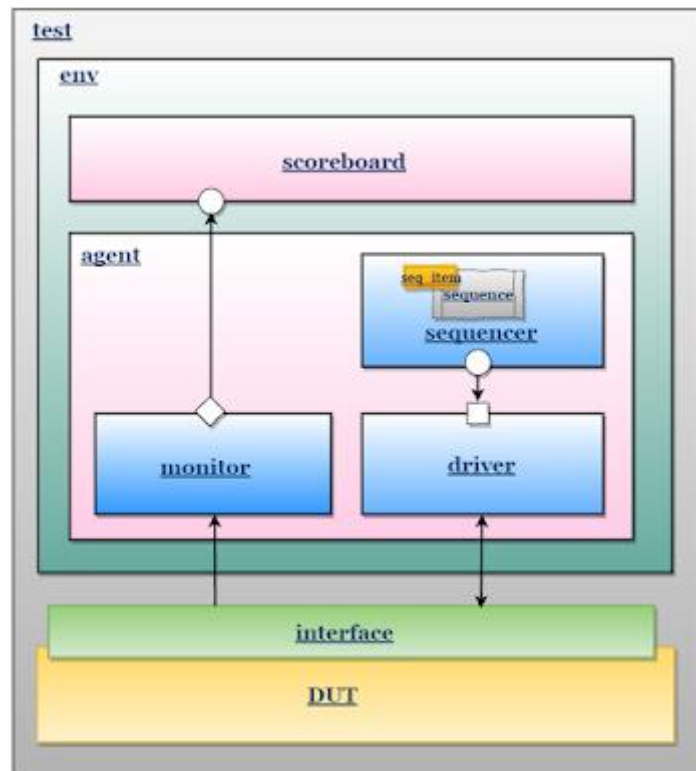 test
env
scoreboard
agent
seq_item
sequence
sequencer
monitor
driver
interface
DUT